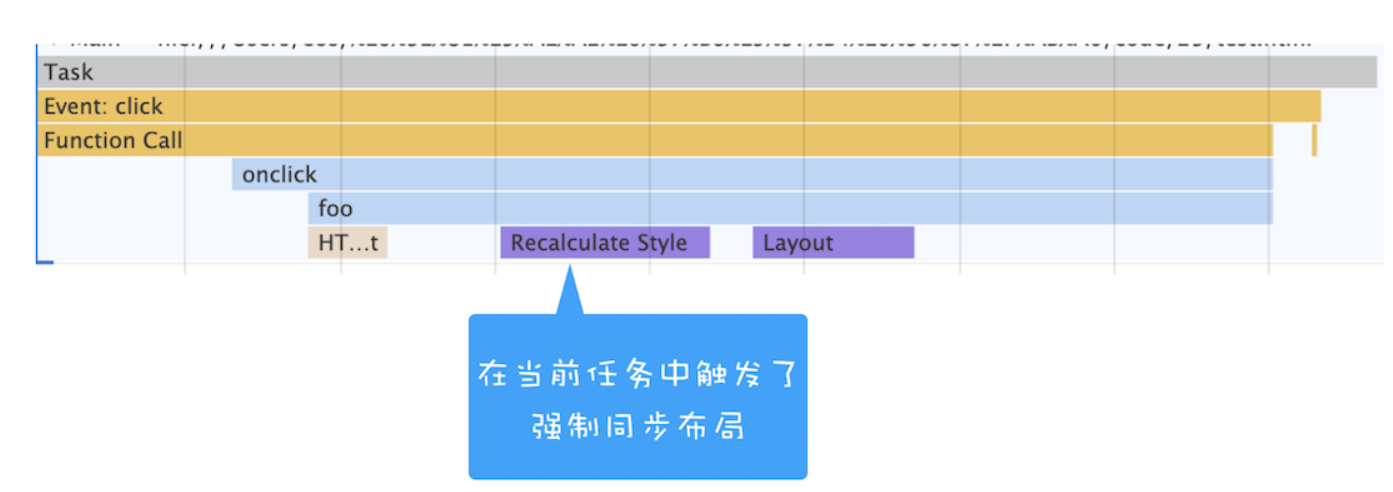 Task
Event: click
Function Call
onclick
foo
HT...t
Recalculate Style
Layout
在当前任务中触发了
强制同步布局